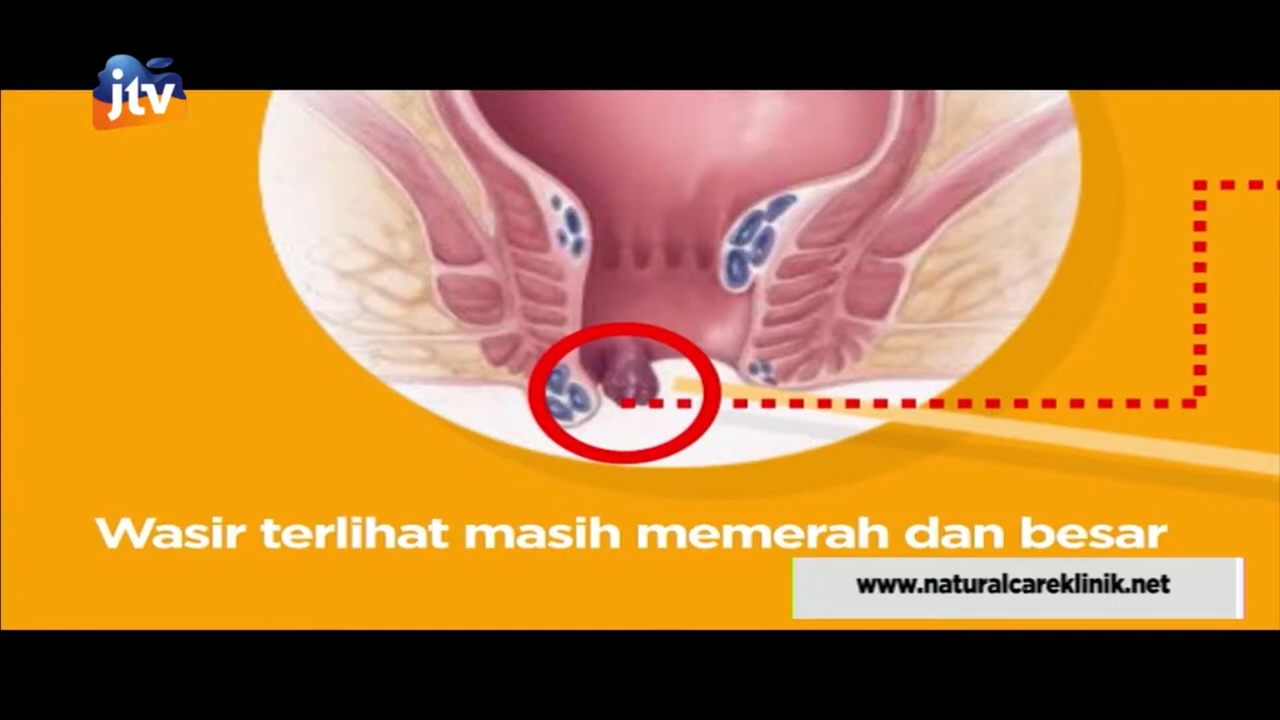 jtv
Wasir terlihat masih memerah dan besar
www.naturalcareklinik.net